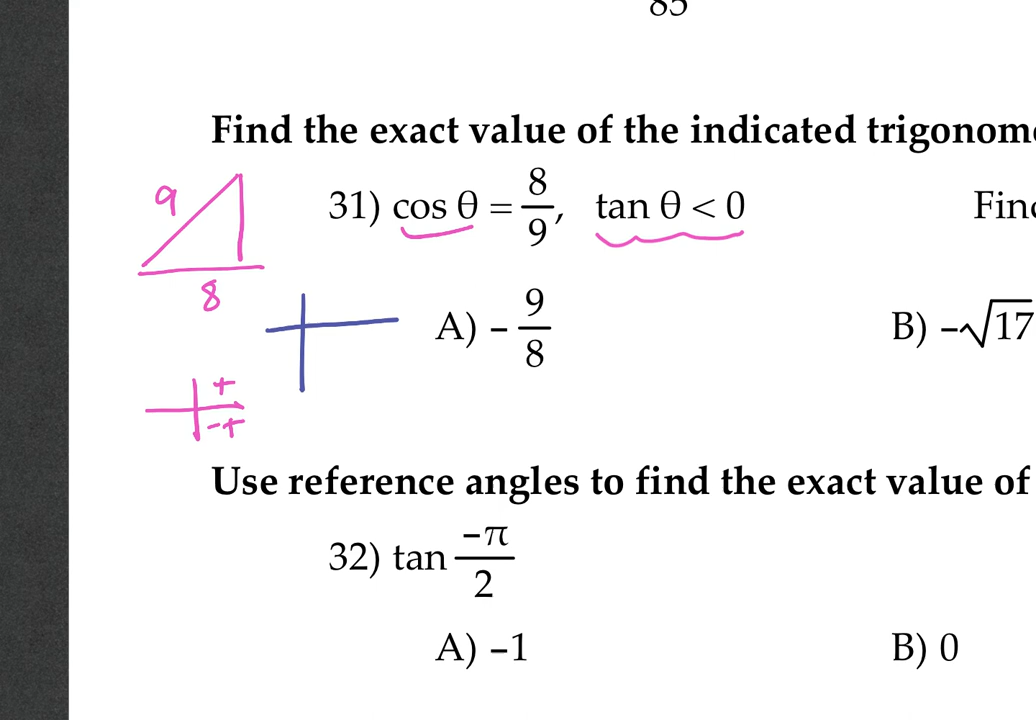 85
Find the exact value of the indicated trigonom
9
31) cos θ = 8/9, tan θ < 0 Find
8
A) – 9/8 B) –√17
+
–+
Use reference angles to find the exact value of
32) tan –π/2
A) –1 B) 0